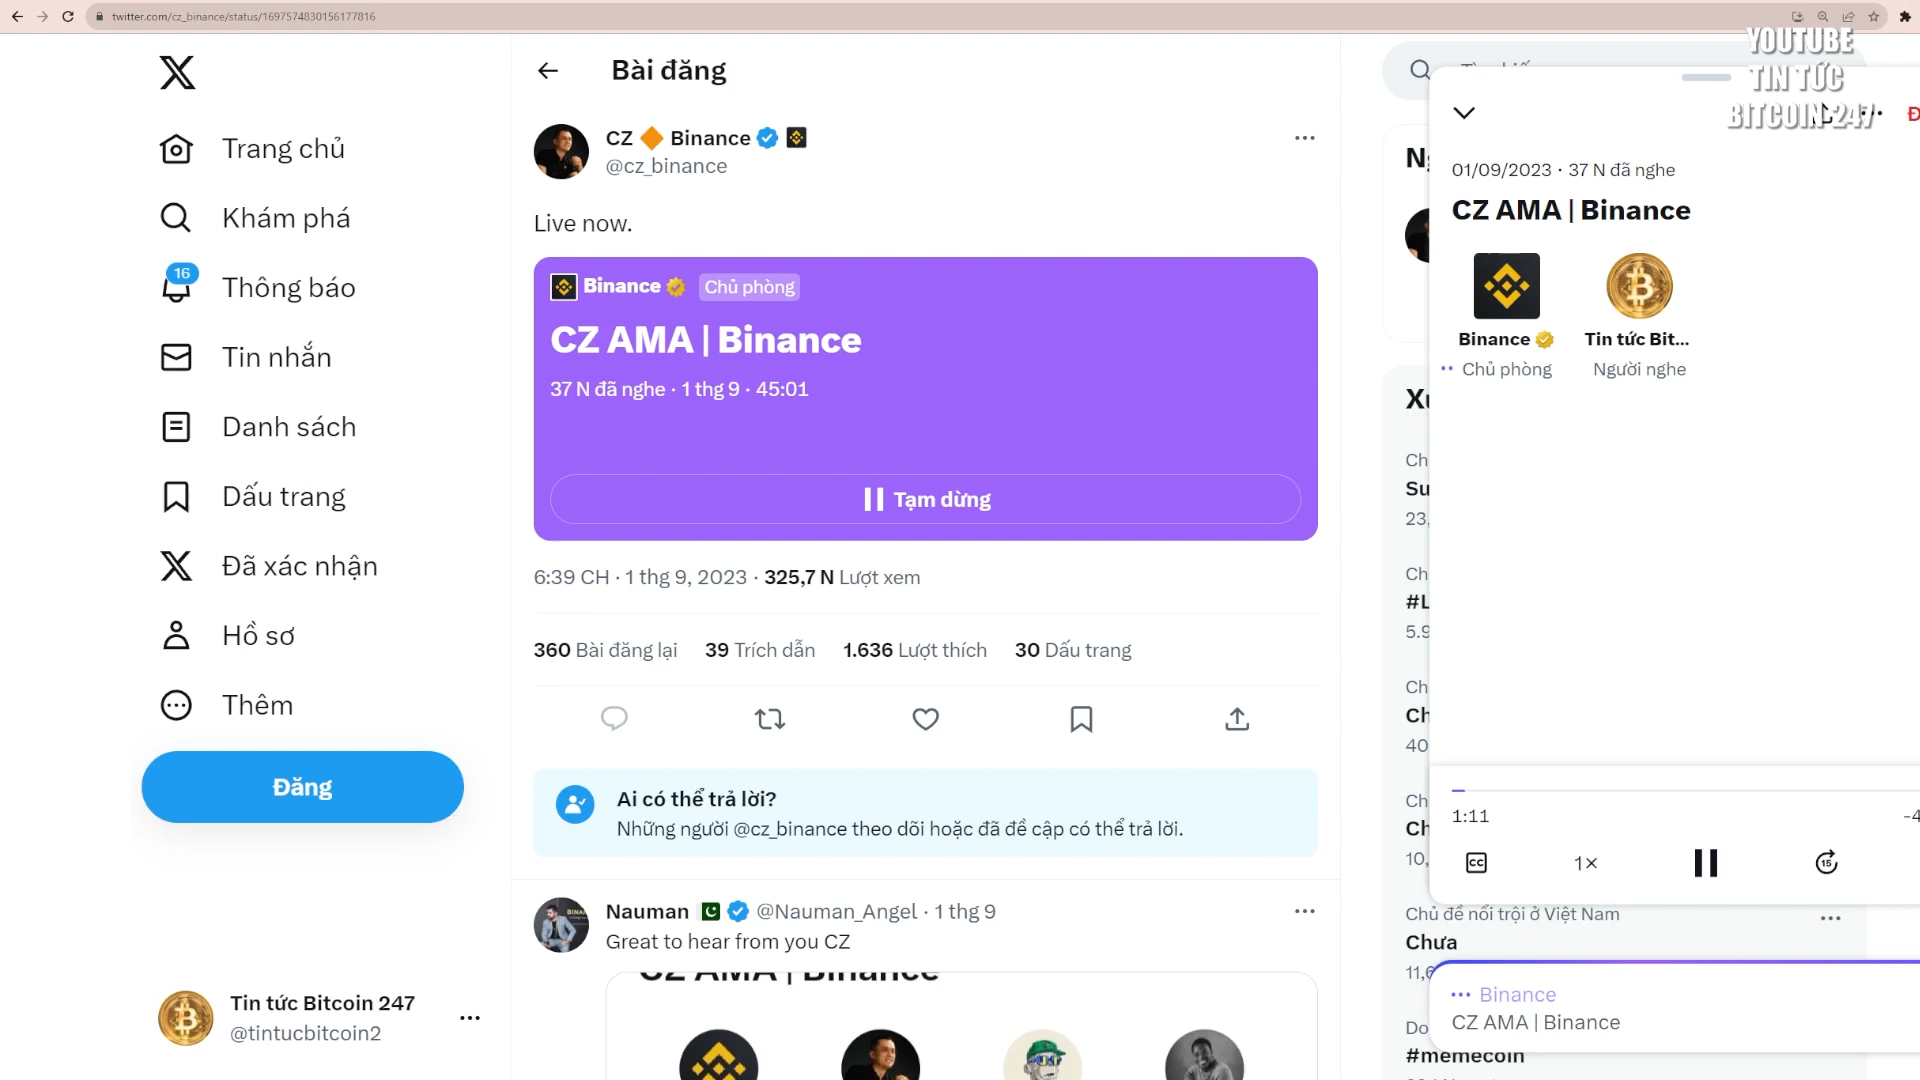 twitter.com/cz_binance/status/1697574830156177816
YOUTUBE
TIN TỨC
BITCOIN 247
Trang chủ
Khám phá
16
Thông báo
Tin nhắn
Danh sách
Dấu trang
Đã xác nhận
Hồ sơ
Thêm
Đăng
Tin tức Bitcoin 247
@tintucbitcoin2
Bài đăng
CZ 🔶 Binance
@cz_binance
Live now.
Binance Chủ phòng
CZ AMA | Binance
37 N đã nghe · 1 thg 9 · 45:01
Tạm dừng
6:39 CH · 1 thg 9, 2023 · 325,7 N Lượt xem
360 Bài đăng lại 39 Trích dẫn 1.636 Lượt thích 30 Dấu trang
Ai có thể trả lời?
Những người @cz_binance theo dõi hoặc đã đề cập có thể trả lời.
Nauman @Nauman_Angel · 1 thg 9
Great to hear from you CZ
CZ AMA | Binance
01/09/2023 · 37 N đã nghe
CZ AMA | Binance
Binance
Chủ phòng
Tin tức Bit...
Người nghe
1:11
CC
1×
15
Chủ đề nổi trội ở Việt Nam
Chưa
Binance
CZ AMA | Binance
#memecoin